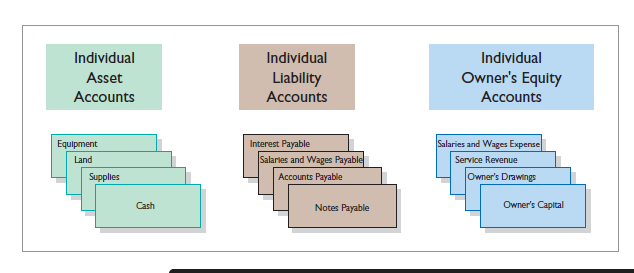 Individual
Asset
Accounts
Individual
Liability
Accounts
Individual
Owner's Equity
Accounts
Equipment
Land
Supplies
Cash
Interest Payable
Salaries and Wages Payable
Accounts Payable
Notes Payable
Salaries and Wages Expense
Service Revenue
Owner's Drawings
Owner's Capital